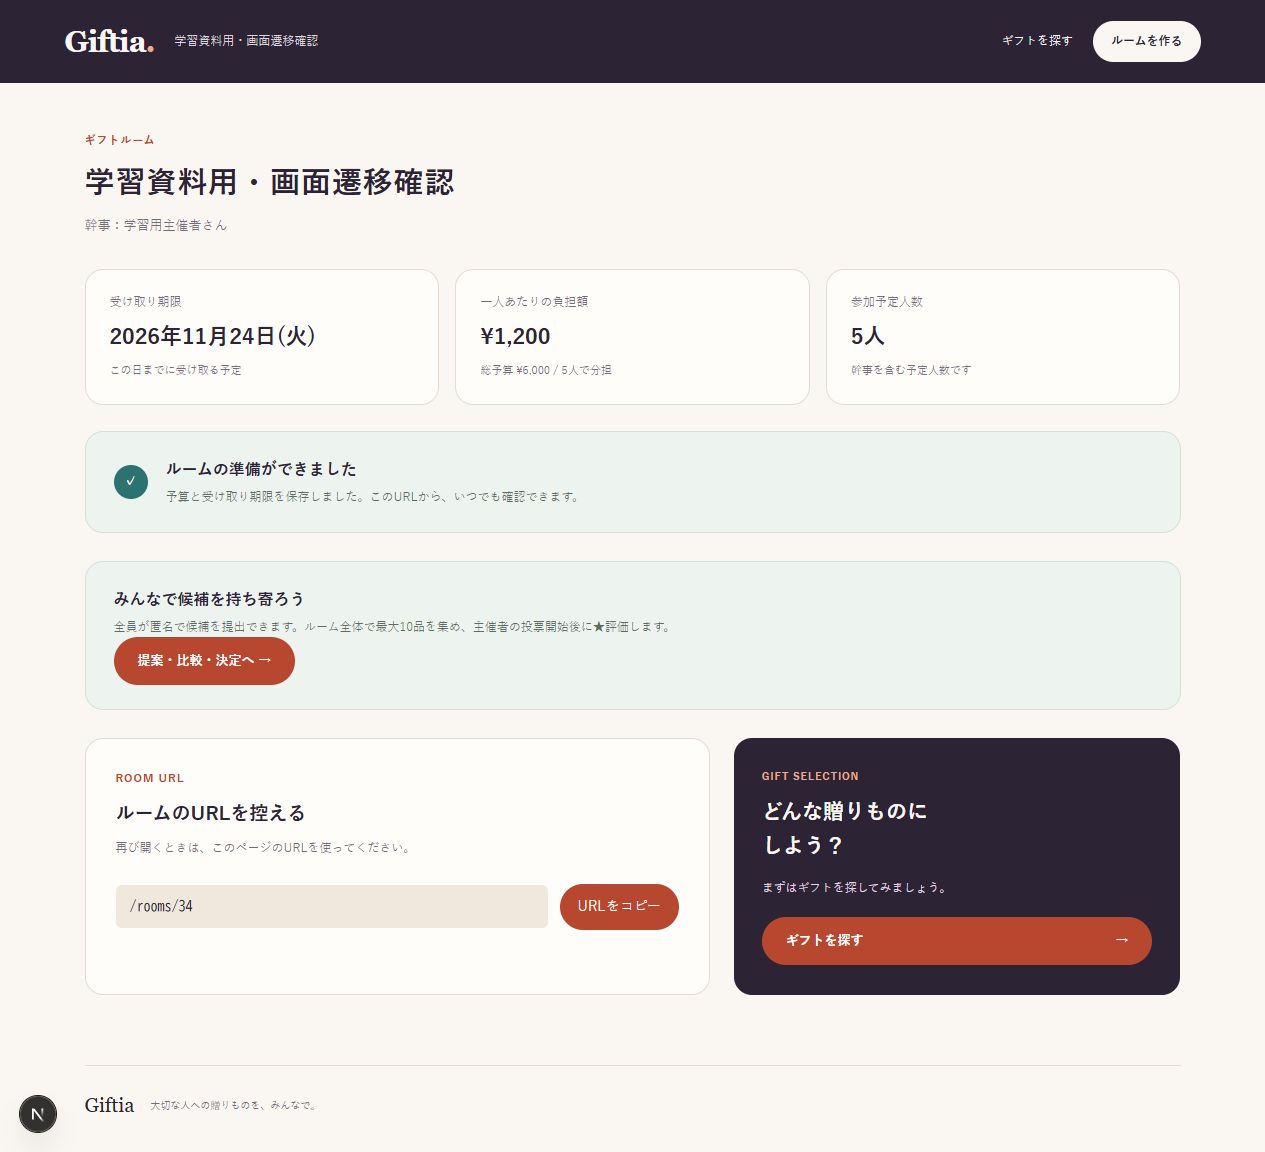 Giftia.
学習資料用・画面遷移確認
ギフトを探す
ルームを作る
ギフトルーム
学習資料用・画面遷移確認
幹事：学習用主催者さん
受け取り期限
2026年11月24日(火)
この日までに受け取る予定
一人あたりの負担額
¥1,200
総予算 ¥6,000 / 5人で分担
参加予定人数
5人
幹事を含む予定人数です
✓
ルームの準備ができました
予算と受け取り期限を保存しました。このURLから、いつでも確認できます。
みんなで候補を持ち寄ろう
全員が匿名で候補を提出できます。ルーム全体で最大10品を集め、主催者の投票開始後に★評価します。
提案・比較・決定へ →
ROOM URL
ルームのURLを控える
再び開くときは、このページのURLを使ってください。
/rooms/34
URLをコピー
GIFT SELECTION
どんな贈りものに
しよう？
まずはギフトを探してみましょう。
ギフトを探す →
N
Giftia
大切な人への贈りものを、みんなで。